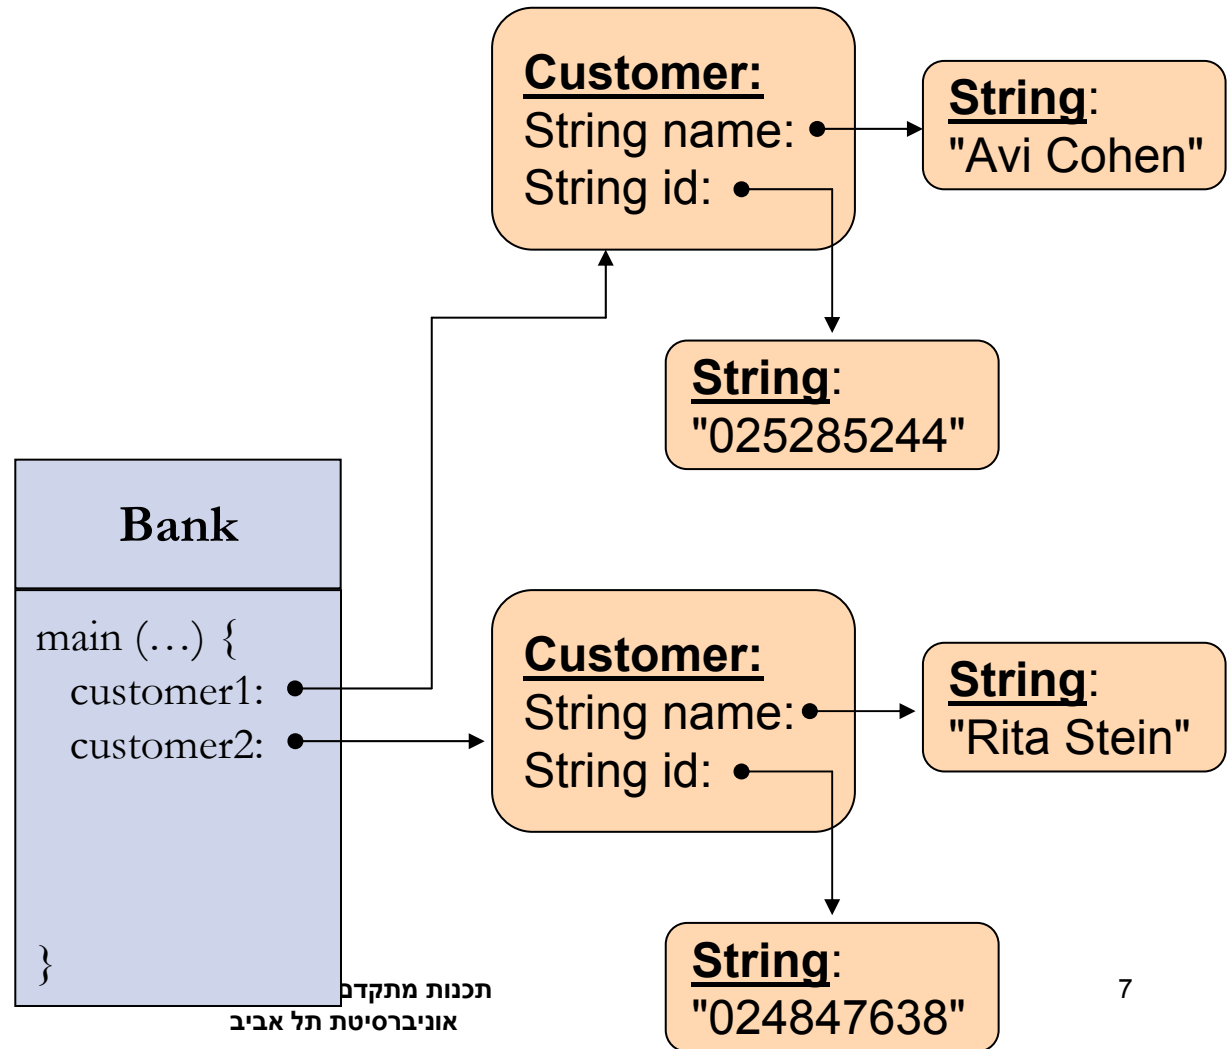 Customer:
String name:
String id:
String:
"Avi Cohen"
String:
"025285244"
Bank
main (…) {
customer1:
customer2:
}
Customer:
String name:
String id:
String:
"Rita Stein"
String:
"024847638"
תכנות מתקדם
אוניברסיטת תל אביב
7